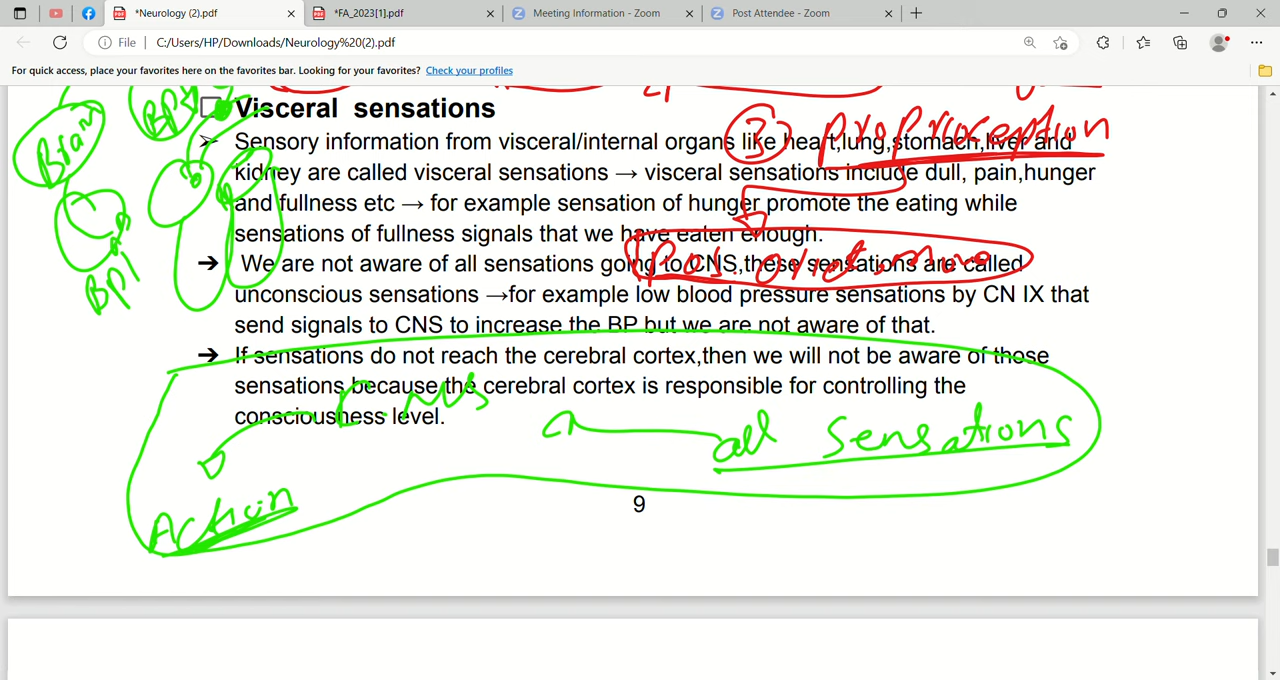 *Neurology (2).pdf
*FA_2023[1].pdf
Meeting Information - Zoom
Post Attendee - Zoom
File
C:/Users/HP/Downloads/Neurology%20(2).pdf
For quick access, place your favorites here on the favorites bar. Looking for your favorites? Check your profiles
Visceral sensations
③ proprioception
Brain
BP↓
➢ Sensory information from visceral/internal organs like heart,lung,stomach,liver and
kidney are called visceral sensations → visceral sensations include dull, pain,hunger
and fullness etc → for example sensation of hunger promote the eating while
sensations of fullness signals that we have eaten enough.
➔ We are not aware of all sensations going to CNS,these sensations are called
unconscious sensations →for example low blood pressure sensations by CN IX that
send signals to CNS to increase the BP but we are not aware of that.
➔ If sensations do not reach the cerebral cortex,then we will not be aware of those
sensations because the cerebral cortex is responsible for controlling the
consciousness level.
CNS
all sensations
Action
9